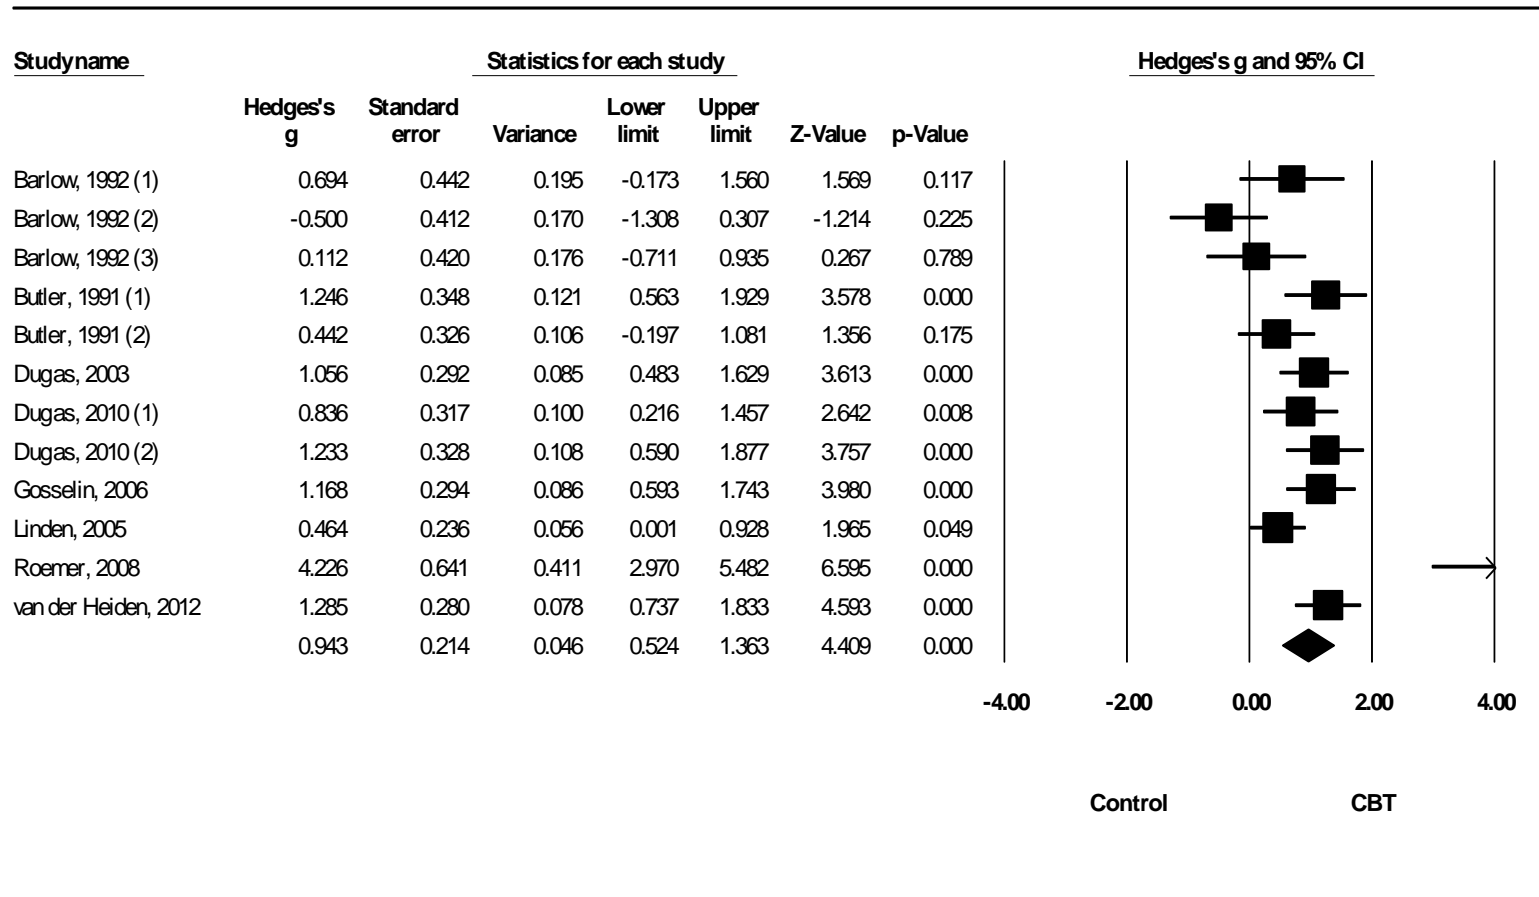 Study name Statistics for each study Hedges's g and 95% CI
Hedges's Standard Lower Upper
g error Variance limit limit Z-Value p-Value
Barlow, 1992 (1) 0.694 0.442 0.195 -0.173 1.560 1.569 0.117
Barlow, 1992 (2) -0.500 0.412 0.170 -1.308 0.307 -1.214 0.225
Barlow, 1992 (3) 0.112 0.420 0.176 -0.711 0.935 0.267 0.789
Butler, 1991 (1) 1.246 0.348 0.121 0.563 1.929 3.578 0.000
Butler, 1991 (2) 0.442 0.326 0.106 -0.197 1.081 1.356 0.175
Dugas, 2003 1.056 0.292 0.085 0.483 1.629 3.613 0.000
Dugas, 2010 (1) 0.836 0.317 0.100 0.216 1.457 2.642 0.008
Dugas, 2010 (2) 1.233 0.328 0.108 0.590 1.877 3.757 0.000
Gosselin, 2006 1.168 0.294 0.086 0.593 1.743 3.980 0.000
Linden, 2005 0.464 0.236 0.056 0.001 0.928 1.965 0.049
Roemer, 2008 4.226 0.641 0.411 2.970 5.482 6.595 0.000
van der Heiden, 2012 1.285 0.280 0.078 0.737 1.833 4.593 0.000
0.943 0.214 0.046 0.524 1.363 4.409 0.000
-4.00 -2.00 0.00 2.00 4.00
Control CBT